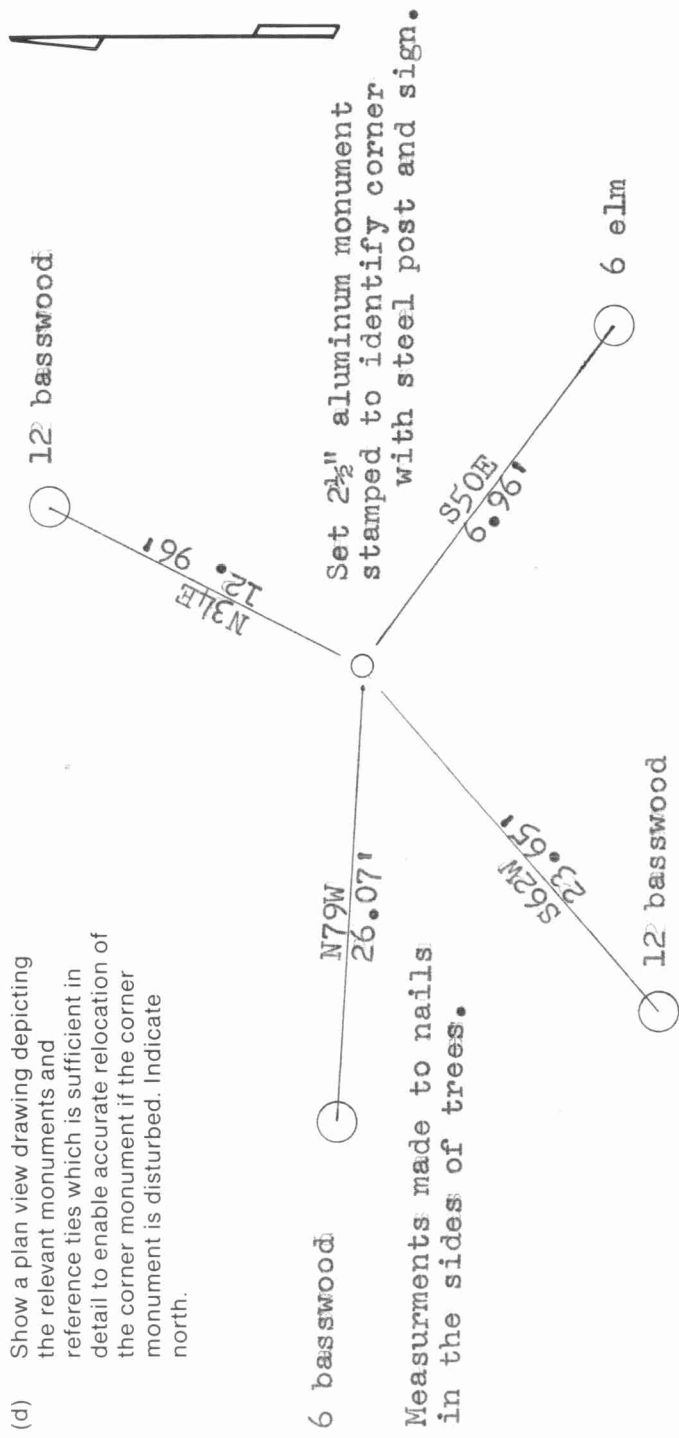 (d) Show a plan view drawing depicting
the relevant monuments and
reference ties which is sufficient in
detail to enable accurate relocation of
the corner monument if the corner
monument is disturbed. Indicate
north.
12 basswood
N34E
12.96'
Set 2½" aluminum monument
stamped to identify corner
with steel post and sign.
N79W
26.07'
6 basswood
S50E
6.96'
6 elm
Measurments made to nails
in the sides of trees.
S62W
23.65'
12 basswood